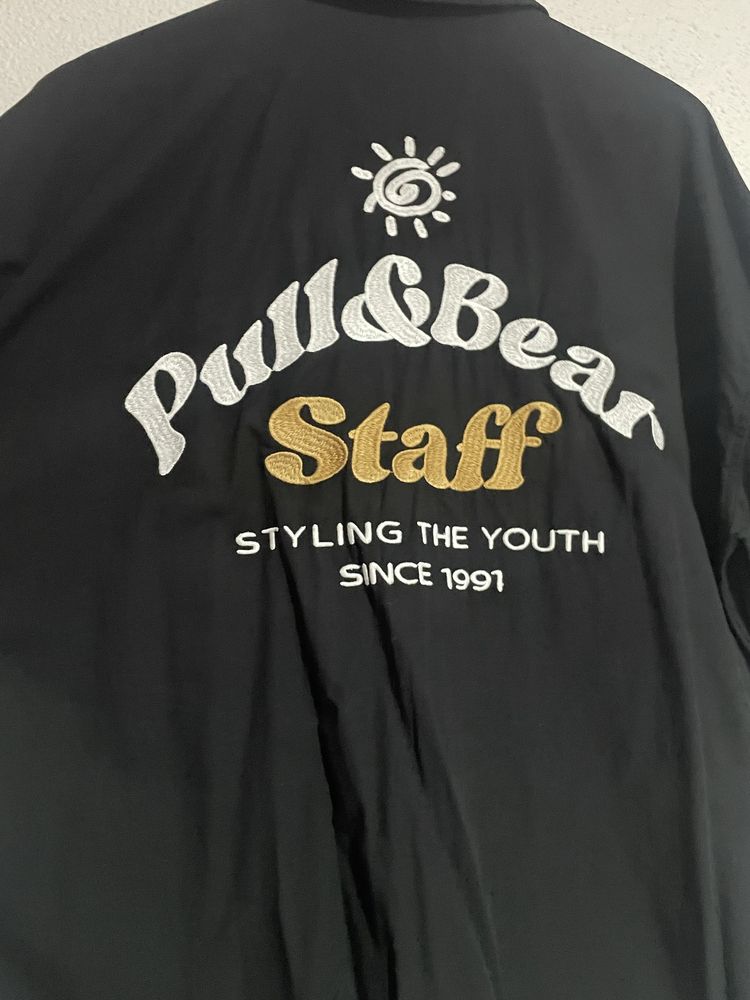 Pull&Bear
Staff
STYLING THE YOUTH
SINCE 1991